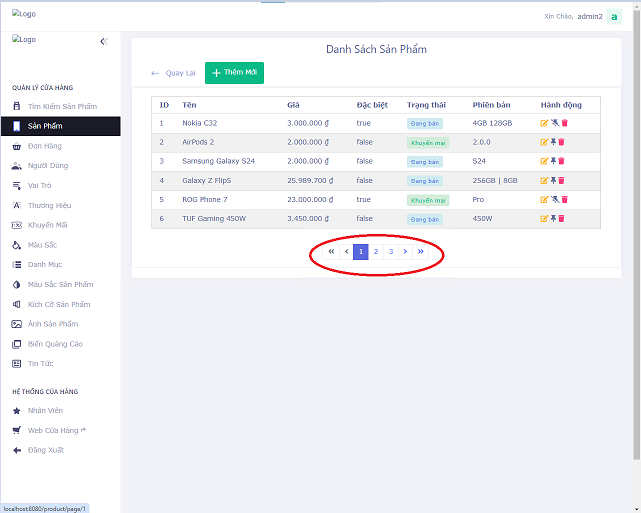 Logo
Xin Chào, admin2 a
Logo
Danh Sách Sản Phẩm
Quay Lại
Thêm Mới
QUẢN LÝ CỬA HÀNG
Tìm Kiếm Sản Phẩm
Sản Phẩm
Đơn Hàng
Người Dùng
Vai Trò
Thương Hiệu
Khuyến Mãi
Màu Sắc
Danh Mục
Màu Sắc Sản Phẩm
Kích Cỡ Sản Phẩm
Ảnh Sản Phẩm
Biển Quảng Cáo
Tin Tức
HỆ THỐNG CỬA HÀNG
Nhân Viên
Web Cửa Hàng
Đăng Xuất
ID Tên Giá Đặc biệt Trạng thái Phiên bản Hành động
1 Nokia C32 3.000.000 ₫ true Đang bán 4GB 128GB
2 AirPods 2 2.000.000 ₫ false Khuyến mại 2.0.0
3 Samsung Galaxy S24 2.000.000 ₫ false Đang bán S24
4 Galaxy Z Flip5 25.989.700 ₫ false Đang bán 256GB | 8GB
5 ROG Phone 7 23.000.000 ₫ true Khuyến mại Pro
6 TUF Gaming 450W 3.450.000 ₫ false Đang bán 450W
« ‹ 1 2 3 › »
localhost:8080/product/page/1